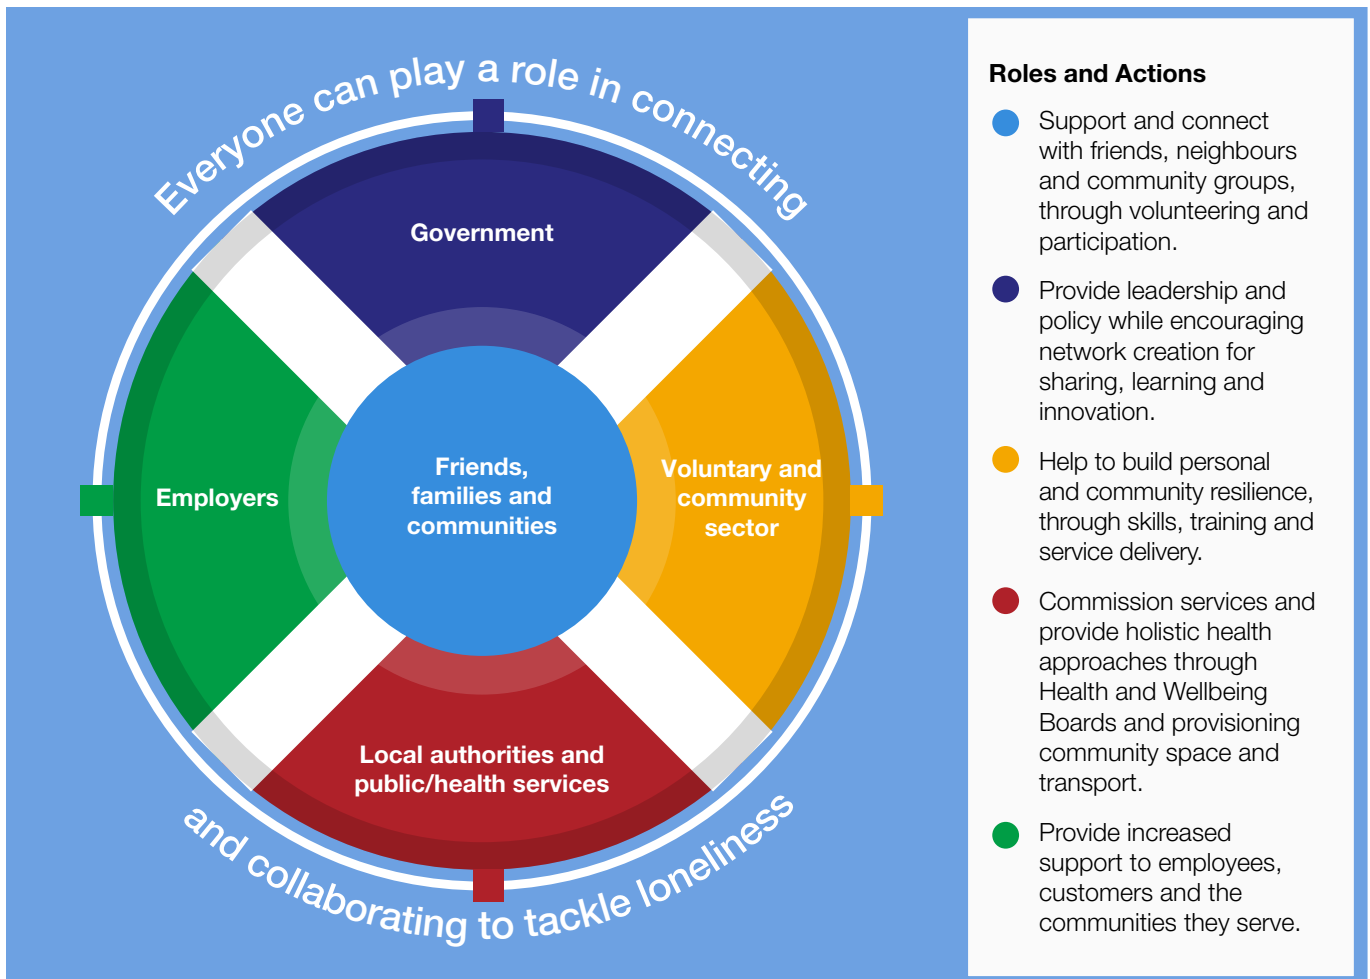 Everyone can play a role in connecting
Government
Employers
Friends,
families and
communities
Voluntary and
community
sector
Local authorities and
public/health services
and collaborating to tackle loneliness
Roles and Actions
Support and connect
with friends, neighbours
and community groups,
through volunteering and
participation.
Provide leadership and
policy while encouraging
network creation for
sharing, learning and
innovation.
Help to build personal
and community resilience,
through skills, training and
service delivery.
Commission services and
provide holistic health
approaches through
Health and Wellbeing
Boards and provisioning
community space and
transport.
Provide increased
support to employees,
customers and the
communities they serve.